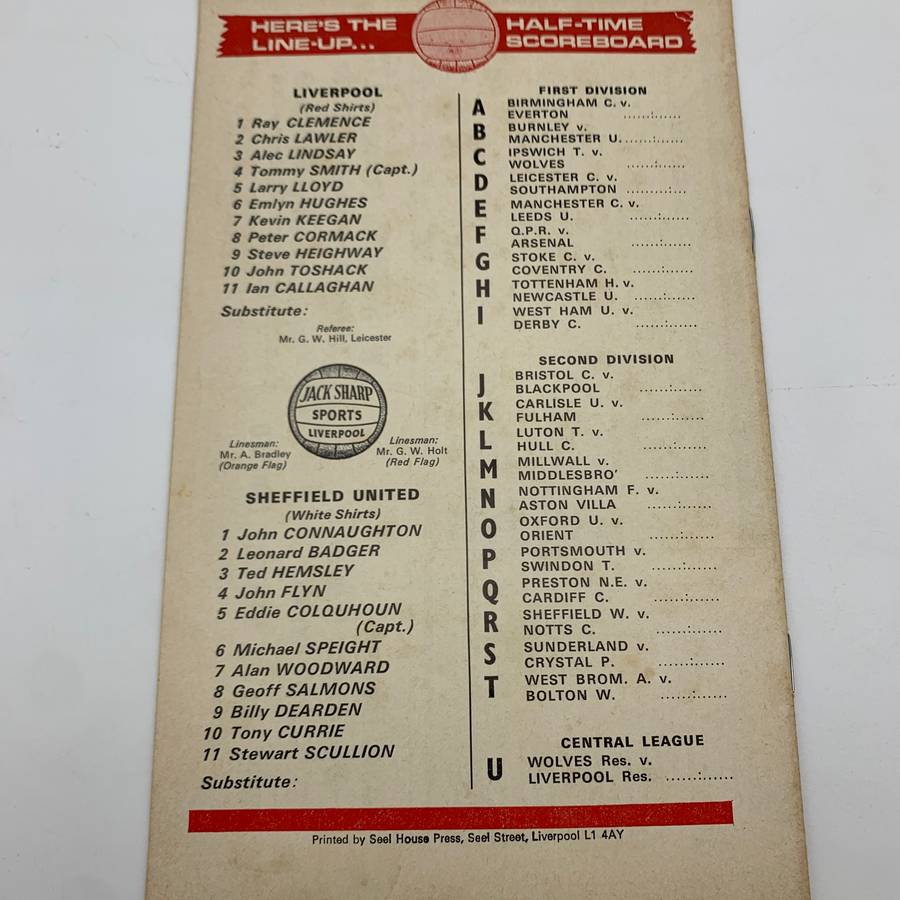 HERE'S THE
LINE-UP...
HALF-TIME
SCOREBOARD
LIVERPOOL
(Red Shirts)
1 Ray CLEMENCE
2 Chris LAWLER
3 Alec LINDSAY
4 Tommy SMITH (Capt.)
5 Larry LLOYD
6 Emlyn HUGHES
7 Kevin KEEGAN
8 Peter CORMACK
9 Steve HEIGHWAY
10 John TOSHACK
11 Ian CALLAGHAN
Substitute:
Referee:
Mr. G. W. Hill, Leicester
JACK SHARP
SPORTS
LIVERPOOL
Linesman:
Mr. A. Bradley
(Orange Flag)
Linesman:
Mr. G. W. Holt
(Red Flag)
SHEFFIELD UNITED
(White Shirts)
1 John CONNAUGHTON
2 Leonard BADGER
3 Ted HEMSLEY
4 John FLYN
5 Eddie COLQUHOUN
(Capt.)
6 Michael SPEIGHT
7 Alan WOODWARD
8 Geoff SALMONS
9 Billy DEARDEN
10 Tony CURRIE
11 Stewart SCULLION
Substitute:
FIRST DIVISION
A BIRMINGHAM C. v.
EVERTON ......:......
B BURNLEY v.
MANCHESTER U. ......:......
C IPSWICH T. v.
WOLVES ......:......
D LEICESTER C. v.
SOUTHAMPTON ......:......
E MANCHESTER C. v.
LEEDS U. ......:......
F Q.P.R. v.
ARSENAL ......:......
G STOKE C. v.
COVENTRY C. ......:......
H TOTTENHAM H. v.
NEWCASTLE U. ......:......
I WEST HAM U. v.
DERBY C. ......:......
SECOND DIVISION
J BRISTOL C. v.
BLACKPOOL ......:......
K CARLISLE U. v.
FULHAM ......:......
L LUTON T. v.
HULL C. ......:......
M MILLWALL v.
MIDDLESBRO' ......:......
N NOTTINGHAM F. v.
ASTON VILLA ......:......
O OXFORD U. v.
ORIENT ......:......
P PORTSMOUTH v.
SWINDON T. ......:......
Q PRESTON N.E. v.
CARDIFF C. ......:......
R SHEFFIELD W. v.
NOTTS C. ......:......
S SUNDERLAND v.
CRYSTAL P. ......:......
T WEST BROM. A. v.
BOLTON W. ......:......
CENTRAL LEAGUE
U WOLVES Res. v.
LIVERPOOL Res. ......:......
Printed by Seel House Press, Seel Street, Liverpool L1 4AY